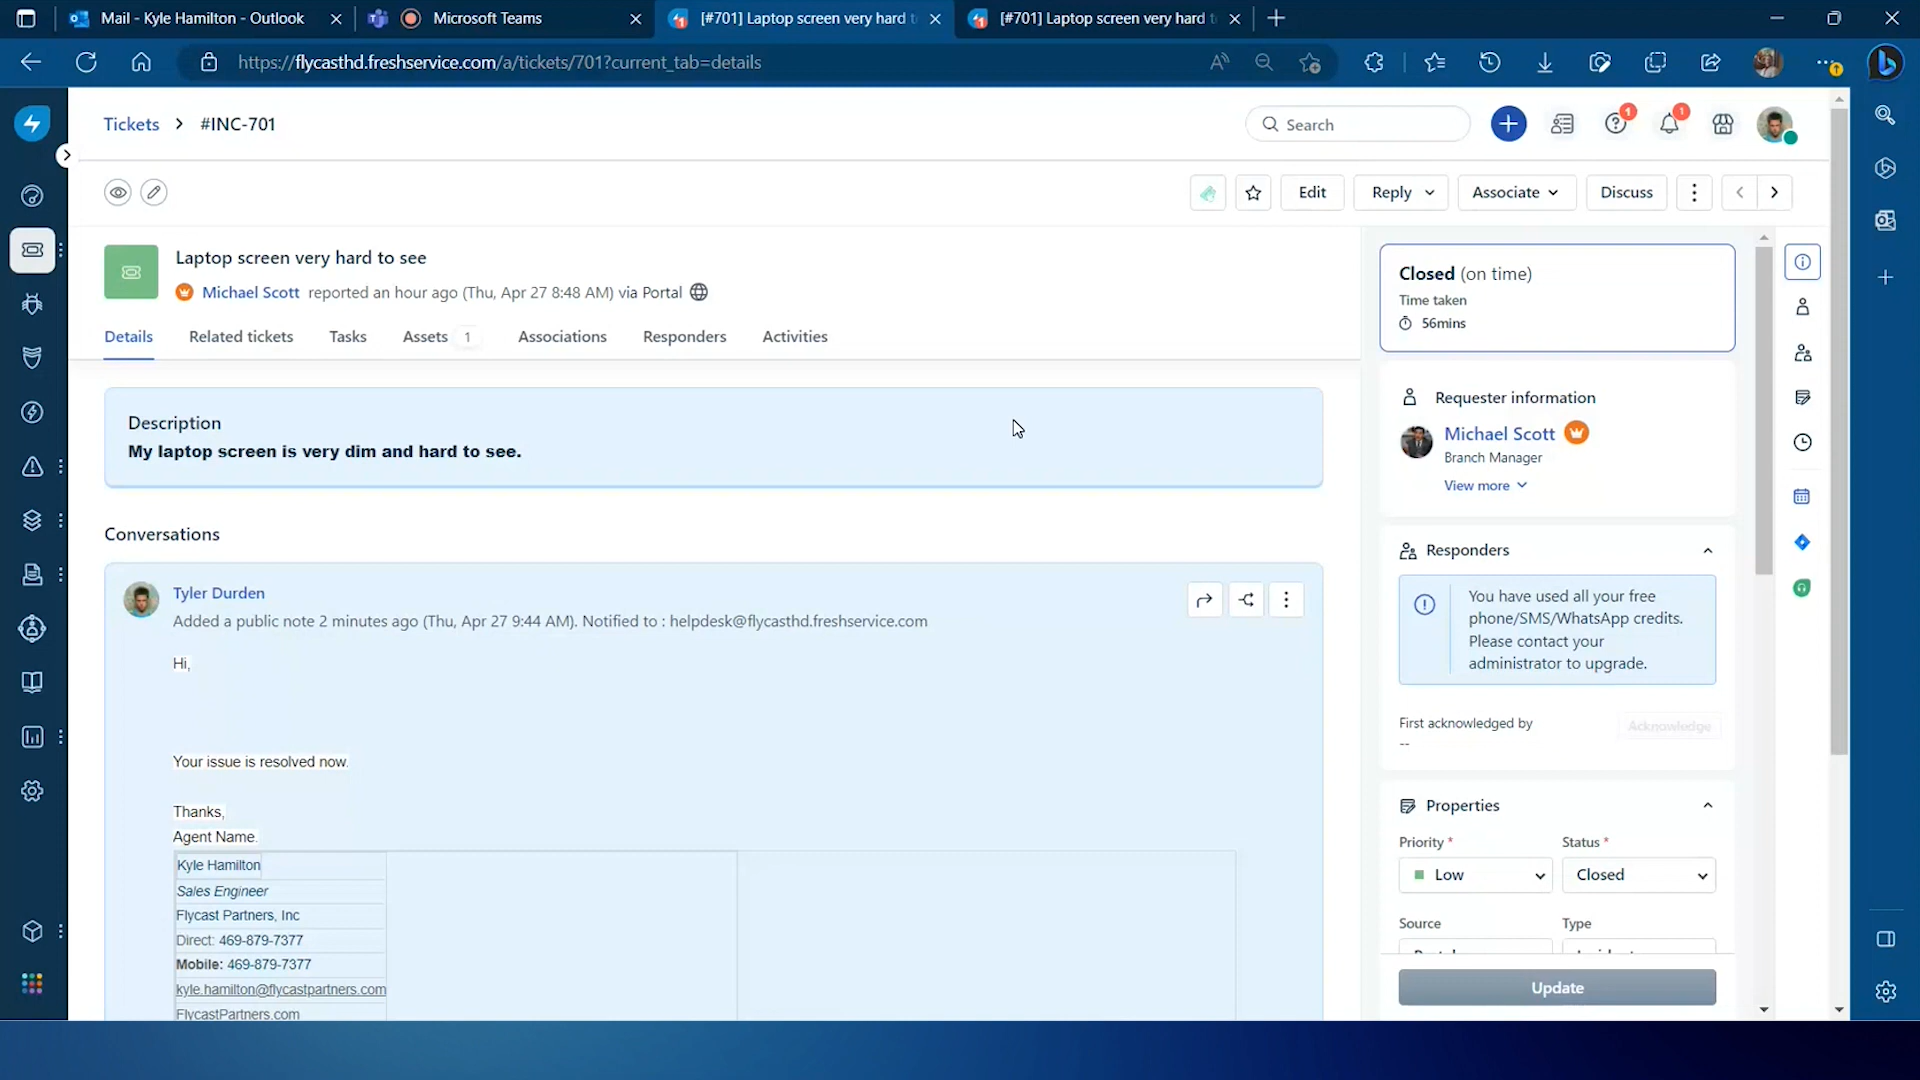 Mail - Kyle Hamilton - Outlook
Microsoft Teams
[#701] Laptop screen very hard t
[#701] Laptop screen very hard t
https://flycasthd.freshservice.com/a/tickets/701?current_tab=details
Tickets > #INC-701
Search
1
1
Edit
Reply
Associate
Discuss
Laptop screen very hard to see
Michael Scott reported an hour ago (Thu, Apr 27 8:48 AM) via Portal
Details
Related tickets
Tasks
Assets 1
Associations
Responders
Activities
Description
My laptop screen is very dim and hard to see.
Conversations
Tyler Durden
Added a public note 2 minutes ago (Thu, Apr 27 9:44 AM). Notified to : helpdesk@flycasthd.freshservice.com
Hi,
Your issue is resolved now.
Thanks,
Agent Name.
Kyle Hamilton
Sales Engineer
Flycast Partners, Inc
Direct: 469-879-7377
Mobile: 469-879-7377
kyle.hamilton@flycastpartners.com
FlycastPartners.com
Closed (on time)
Time taken
56mins
Requester information
Michael Scott
Branch Manager
View more
Responders
You have used all your free
phone/SMS/WhatsApp credits.
Please contact your
administrator to upgrade.
First acknowledged by
Acknowledge
--
Properties
Priority *
Status *
Low
Closed
Source
Type
Update